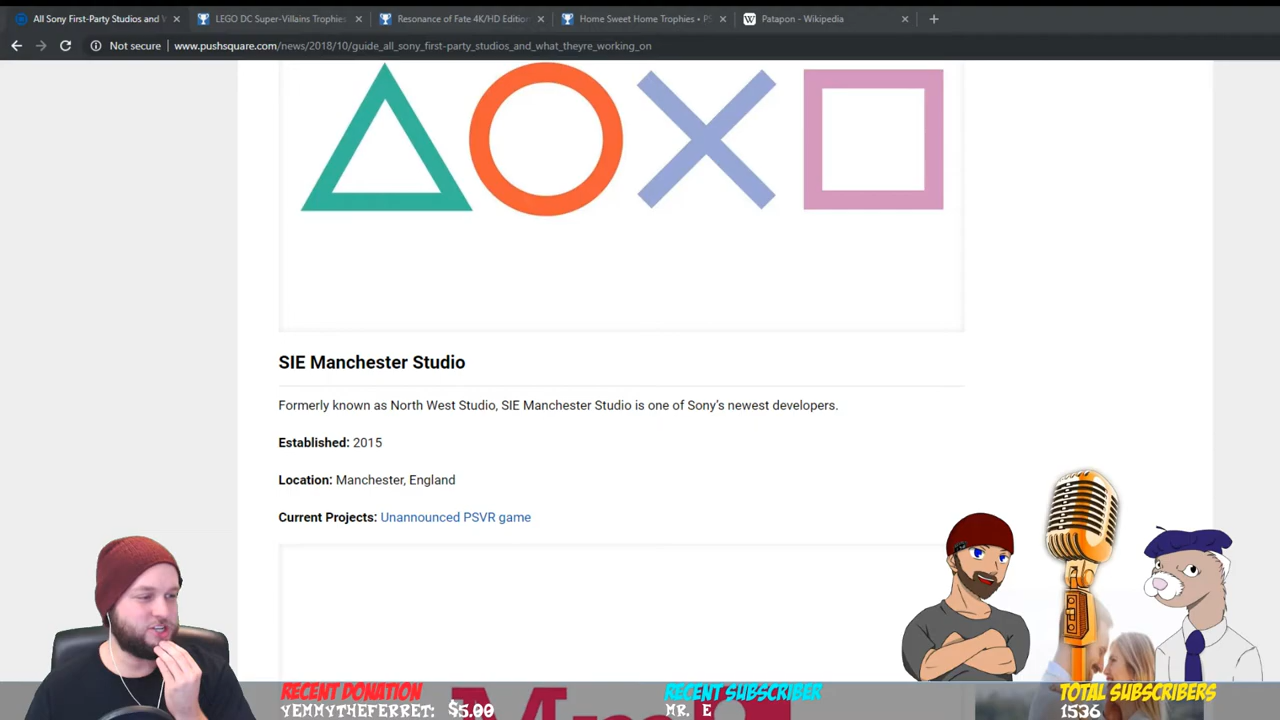 All Sony First-Party Studios and W
LEGO DC Super-Villains Trophies
Resonance of Fate 4K/HD Edition
Home Sweet Home Trophies • P
Patapon - Wikipedia
Not secure
www.pushsquare.com/news/2018/10/guide_all_sony_first-party_studios_and_what_theyre_working_on
SIE Manchester Studio
Formerly known as North West Studio, SIE Manchester Studio is one of Sony's newest developers.
Established: 2015
Location: Manchester, England
Current Projects: Unannounced PSVR game
RECENT DONATION
YEMMYTHEFERRET: $5.00
RECENT SUBSCRIBER
MR. E
TOTAL SUBSCRIBERS
1536